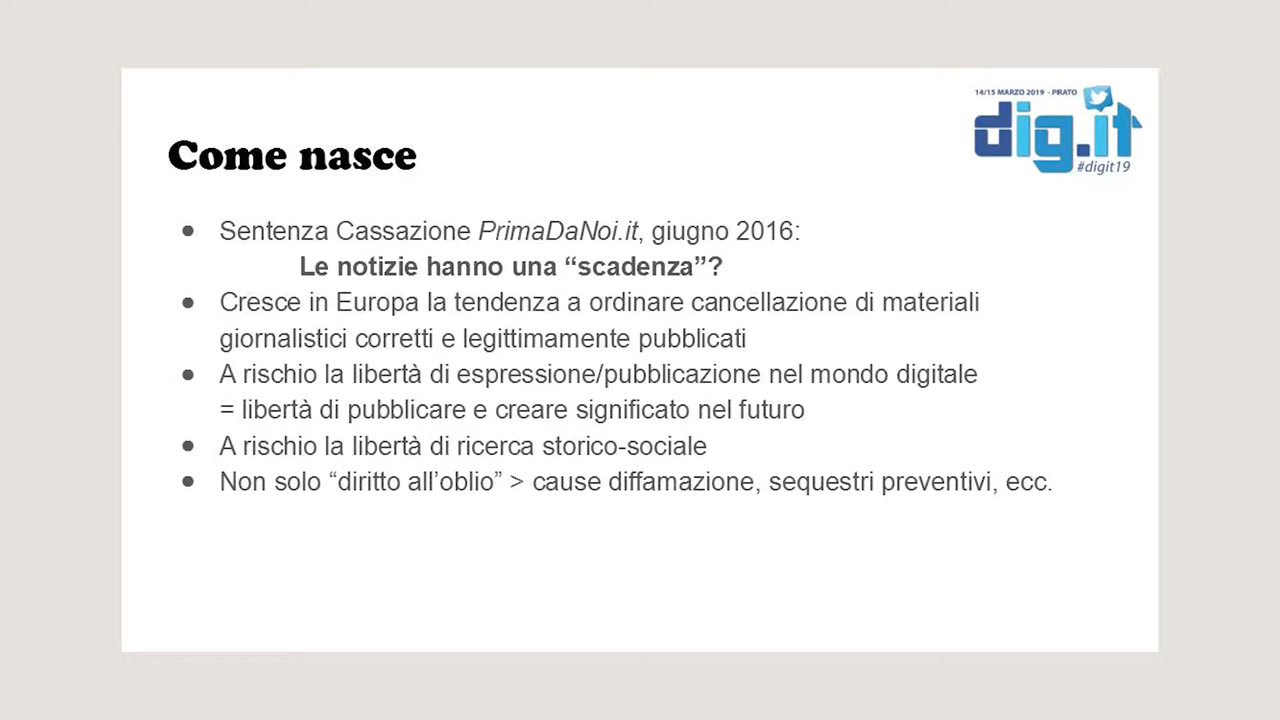 14/15 MARZO 2019 - PRATO
dig.it
#digit19
Come nasce
● Sentenza Cassazione PrimaDaNoi.it, giugno 2016:
Le notizie hanno una “scadenza”?
● Cresce in Europa la tendenza a ordinare cancellazione di materiali
giornalistici corretti e legittimamente pubblicati
● A rischio la libertà di espressione/pubblicazione nel mondo digitale
= libertà di pubblicare e creare significato nel futuro
● A rischio la libertà di ricerca storico-sociale
● Non solo “diritto all’oblio” > cause diffamazione, sequestri preventivi, ecc.